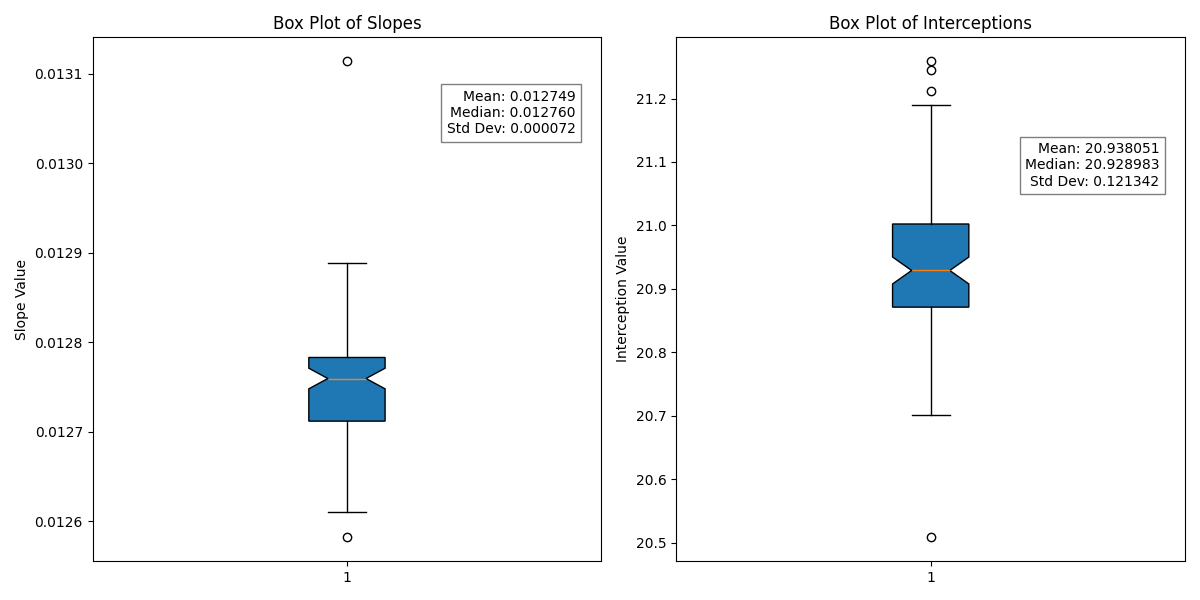 Box Plot of Slopes
Slope Value
0.0131
0.0130
0.0129
0.0128
0.0127
0.0126
Mean: 0.012749
Median: 0.012760
Std Dev: 0.000072
1
Box Plot of Interceptions
Interception Value
21.2
21.1
21.0
20.9
20.8
20.7
20.6
20.5
Mean: 20.938051
Median: 20.928983
Std Dev: 0.121342
1